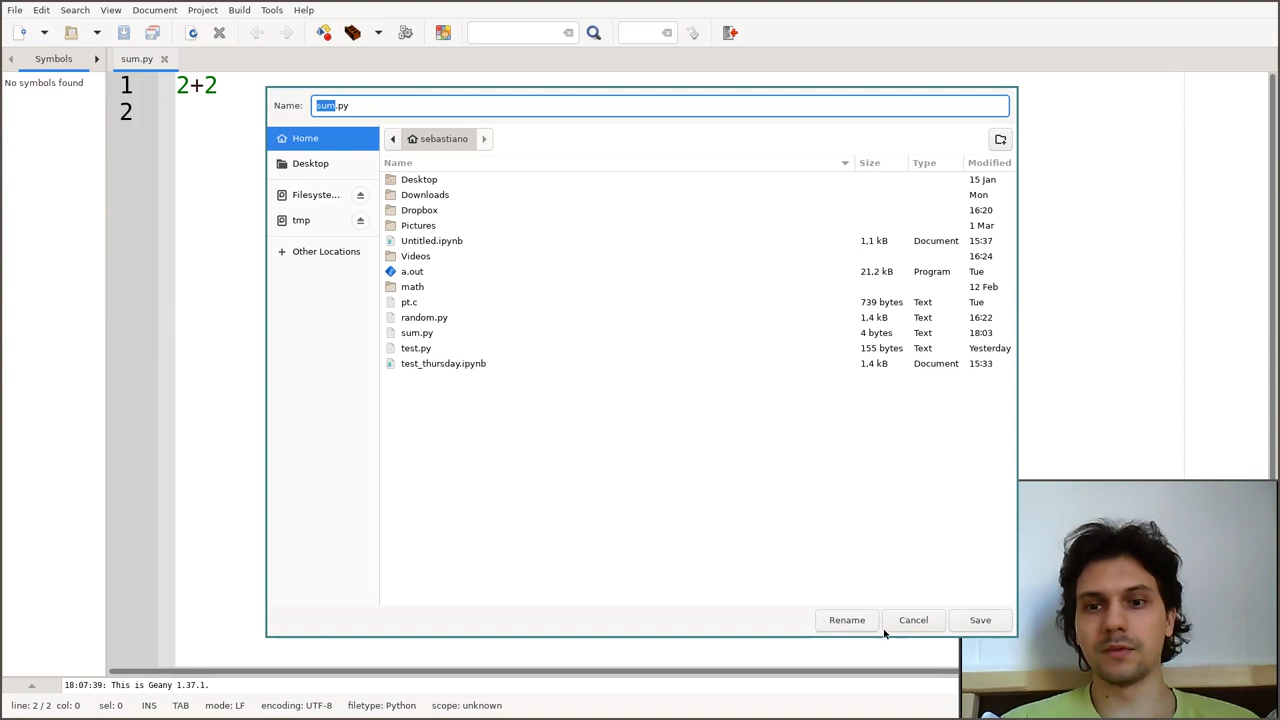 File Edit Search View Document Project Build Tools Help
Symbols
sum.py
No symbols found
1 2+2
2
Name: sum.py
Home
Desktop
Filesyste...
tmp
Other Locations
sebastiano
Name Size Type Modified
Desktop 15 Jan
Downloads Mon
Dropbox 16:20
Pictures 1 Mar
Untitled.ipynb 1,1 kB Document 15:37
Videos 16:24
a.out 21,2 kB Program Tue
math 12 Feb
pt.c 739 bytes Text Tue
random.py 1,4 kB Text 16:22
sum.py 4 bytes Text 18:03
test.py 155 bytes Text Yesterday
test_thursday.ipynb 1,4 kB Document 15:33
Rename Cancel Save
18:07:39: This is Geany 1.37.1.
line: 2 / 2 col: 0 sel: 0 INS TAB mode: LF encoding: UTF-8 filetype: Python scope: unknown